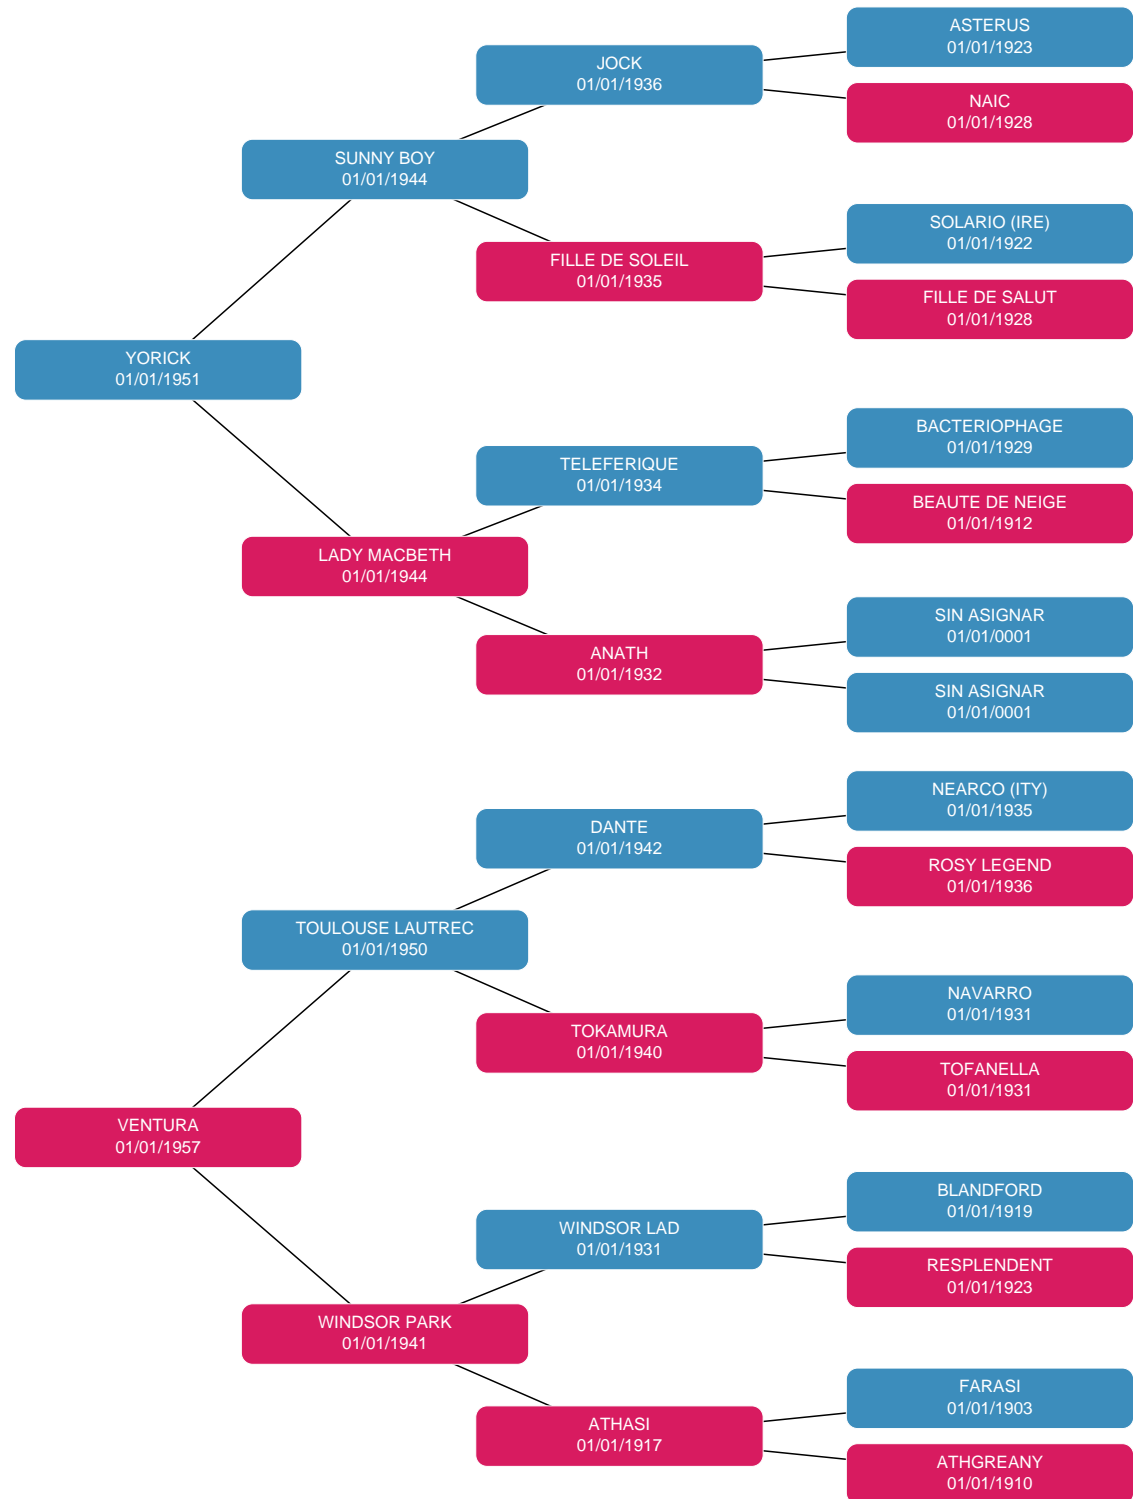 ASTERUS
01/01/1923
JOCK
01/01/1936
NAIC
01/01/1928
SUNNY BOY
01/01/1944
SOLARIO (IRE)
01/01/1922
FILLE DE SOLEIL
01/01/1935
FILLE DE SALUT
01/01/1928
YORICK
01/01/1951
BACTERIOPHAGE
01/01/1929
TELEFERIQUE
01/01/1934
BEAUTE DE NEIGE
01/01/1912
LADY MACBETH
01/01/1944
SIN ASIGNAR
01/01/0001
ANATH
01/01/1932
SIN ASIGNAR
01/01/0001
NEARCO (ITY)
01/01/1935
DANTE
01/01/1942
ROSY LEGEND
01/01/1936
TOULOUSE LAUTREC
01/01/1950
NAVARRO
01/01/1931
TOKAMURA
01/01/1940
TOFANELLA
01/01/1931
VENTURA
01/01/1957
BLANDFORD
01/01/1919
WINDSOR LAD
01/01/1931
RESPLENDENT
01/01/1923
WINDSOR PARK
01/01/1941
FARASI
01/01/1903
ATHASI
01/01/1917
ATHGREANY
01/01/1910